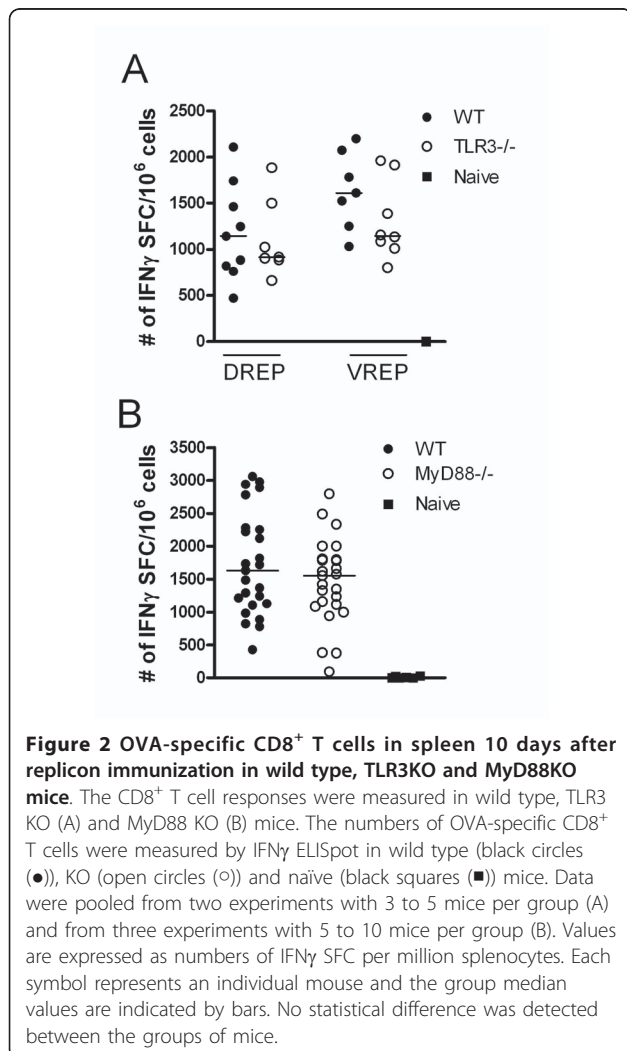 A
2500
2000
1500
1000
500
0
# of IFNγ SFC/10⁶ cells
● WT
○ TLR3-/-
■ Naive
DREP VREP
B
3500
3000
2500
2000
1500
1000
500
0
# of IFNγ SFC/10⁶ cells
● WT
○ MyD88-/-
■ Naive
Figure 2 OVA-specific CD8⁺ T cells in spleen 10 days after
replicon immunization in wild type, TLR3KO and MyD88KO
mice. The CD8⁺ T cell responses were measured in wild type, TLR3
KO (A) and MyD88 KO (B) mice. The numbers of OVA-specific CD8⁺
T cells were measured by IFNγ ELISpot in wild type (black circles
(●)), KO (open circles (○)) and naïve (black squares (■)) mice. Data
were pooled from two experiments with 3 to 5 mice per group (A)
and from three experiments with 5 to 10 mice per group (B). Values
are expressed as numbers of IFNγ SFC per million splenocytes. Each
symbol represents an individual mouse and the group median
values are indicated by bars. No statistical difference was detected
between the groups of mice.